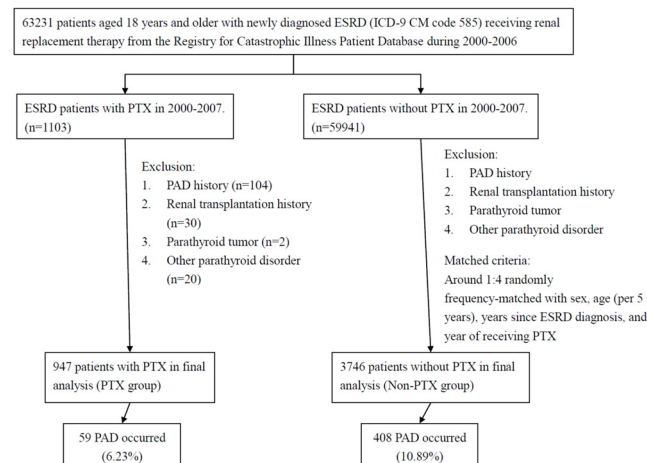 63231 patients aged 18 years and older with newly diagnosed ESRD (ICD-9 CM code 585) receiving renal
replacement therapy from the Registry for Catastrophic Illness Patient Database during 2000-2006
ESRD patients with PTX in 2000-2007.
(n=1103)
ESRD patients without PTX in 2000-2007.
(n=59941)
Exclusion:
1. PAD history (n=104)
2. Renal transplantation history
(n=30)
3. Parathyroid tumor (n=2)
4. Other parathyroid disorder
(n=20)
Exclusion:
1. PAD history
2. Renal transplantation history
3. Parathyroid tumor
4. Other parathyroid disorder
Matched criteria:
Around 1:4 randomly
frequency-matched with sex, age (per 5
years), years since ESRD diagnosis, and
year of receiving PTX
947 patients with PTX in final
analysis (PTX group)
3746 patients without PTX in final
analysis (Non-PTX group)
59 PAD occurred
(6.23%)
408 PAD occurred
(10.89%)